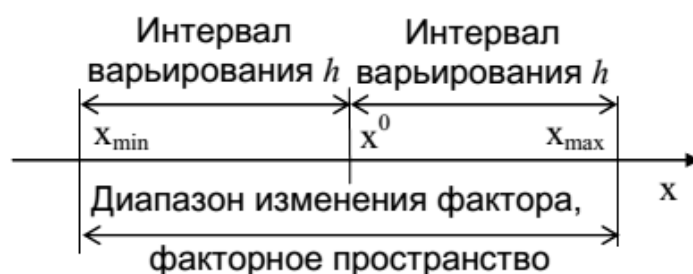 Интервал
варьирования h
Интервал
варьирования h
x_min
x^0
x_max
x
Диапазон изменения фактора,
факторное пространство